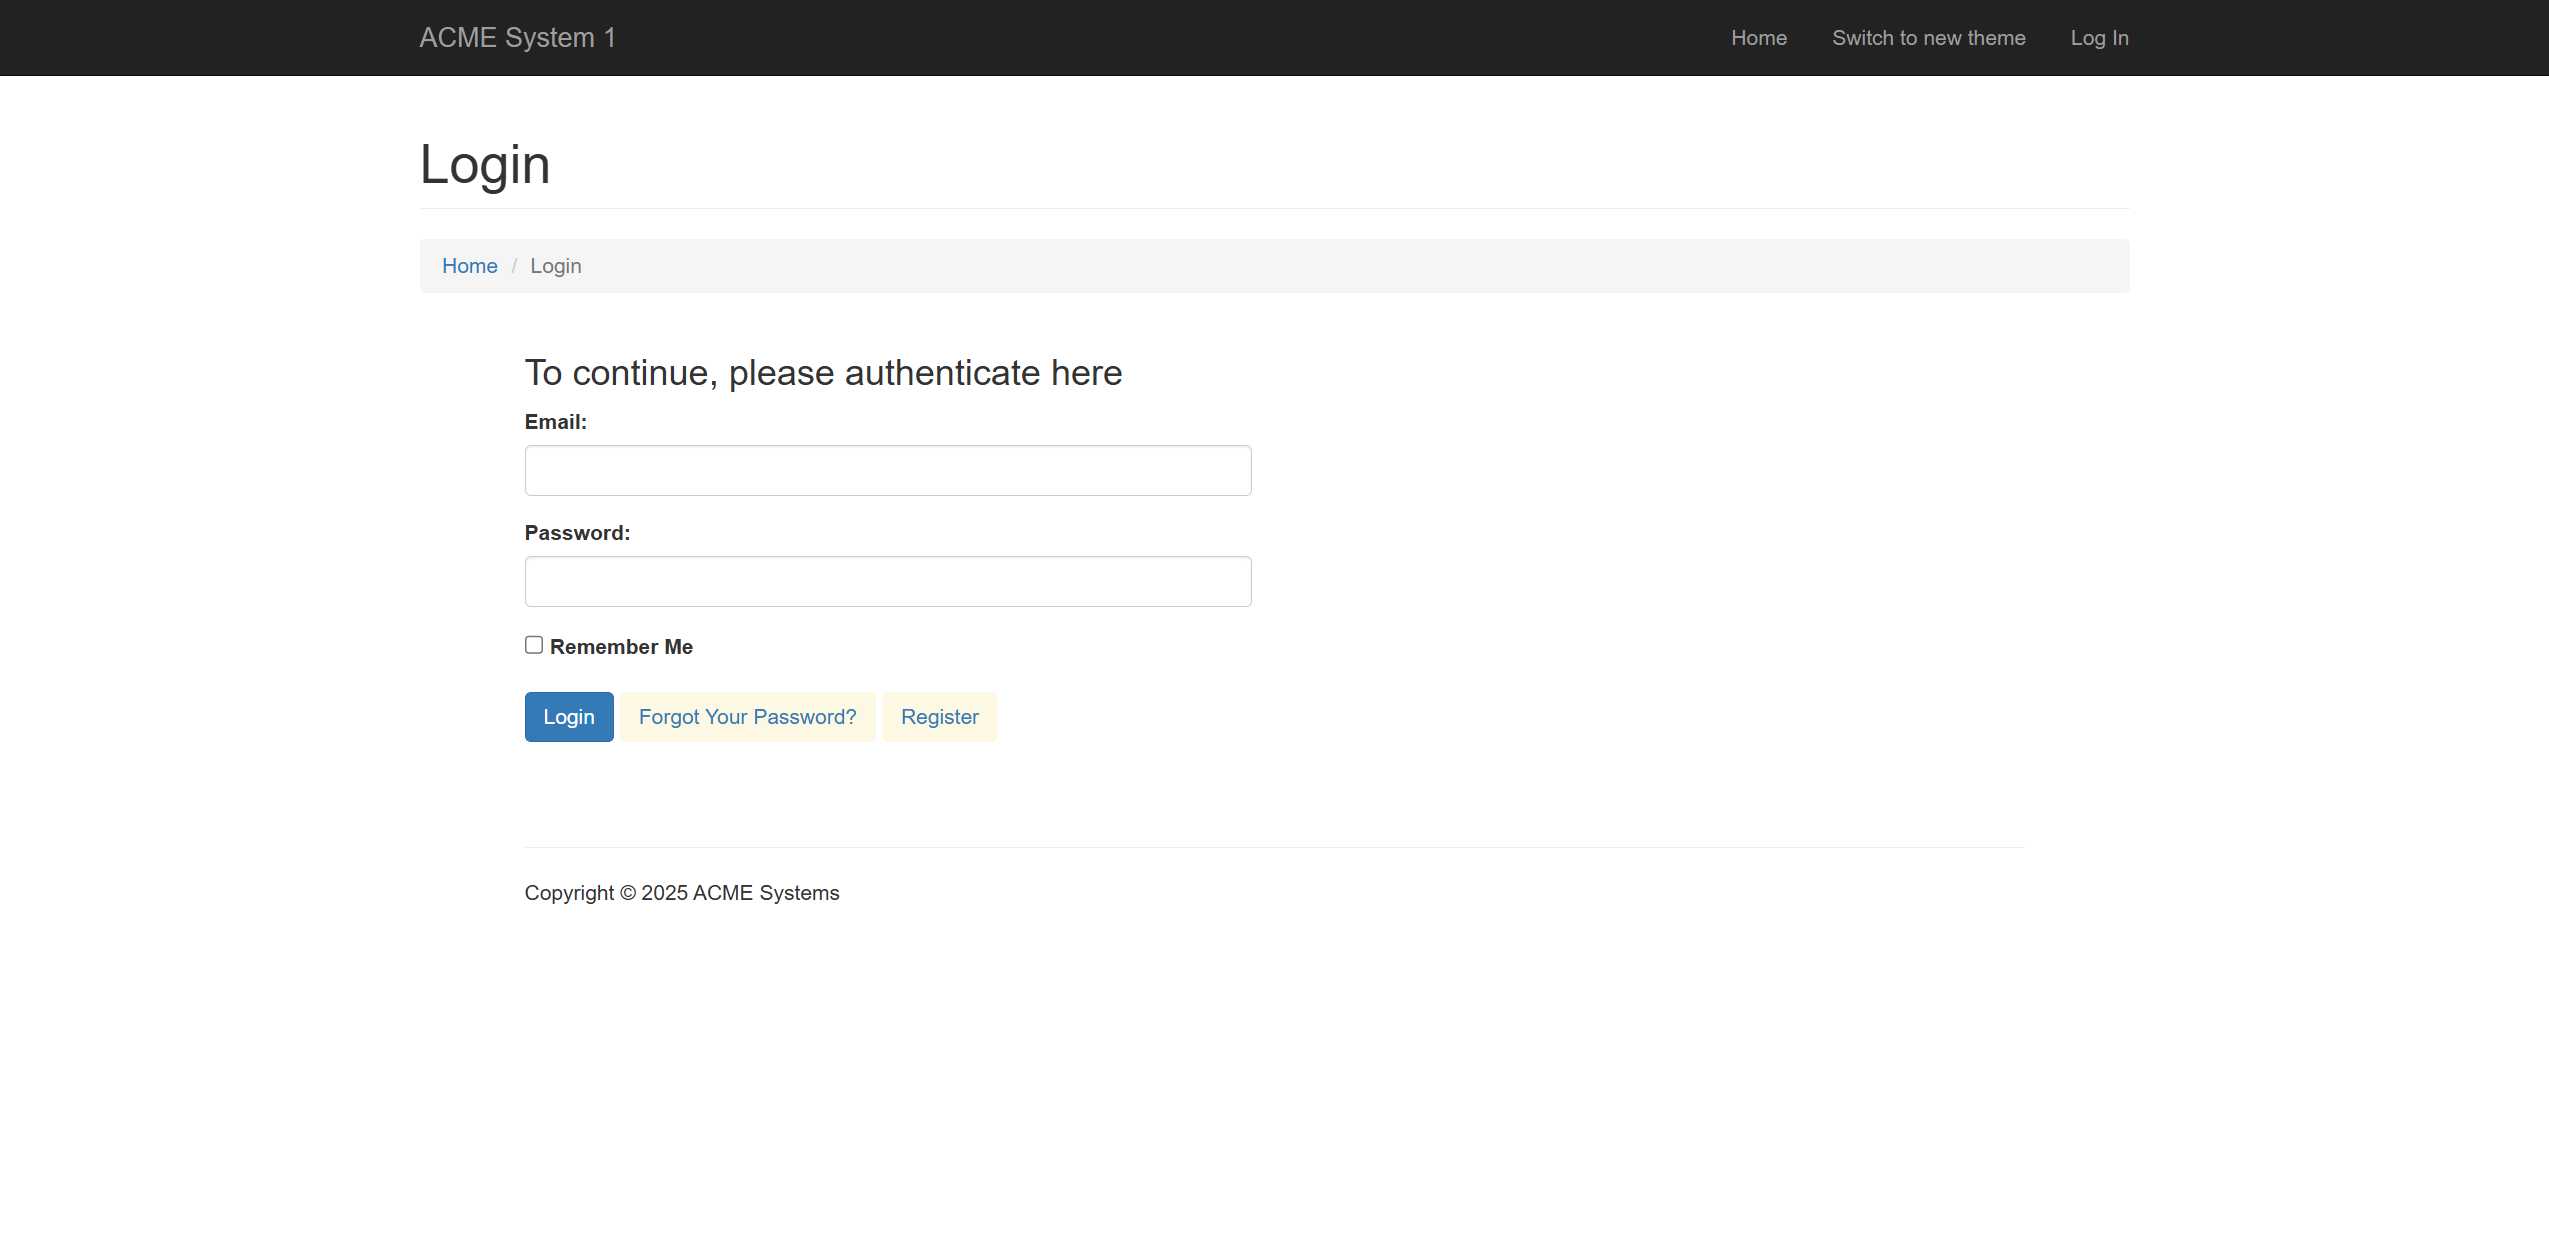 ACME System 1 Home Switch to new theme Log In
Login
Home / Login
To continue, please authenticate here
Email:
Password:
Remember Me
Login Forgot Your Password? Register
Copyright © 2025 ACME Systems